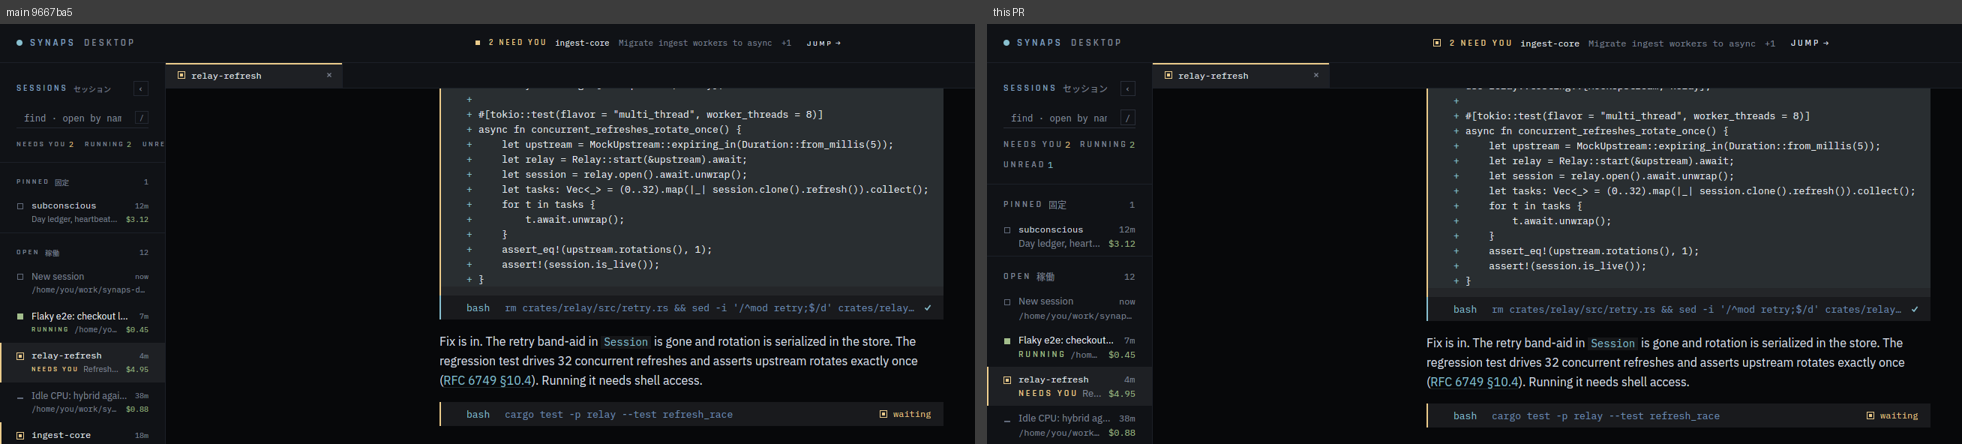 main 9667ba5
SYNAPS DESKTOP
2 NEED YOU ingest-core Migrate ingest workers to async +1 JUMP →
relay-refresh ×
SESSIONS セッション ‹
find · open by nam /
NEEDS YOU 2 RUNNING 2 UNRE
PINNED 固定 1
subconscious 12m
Day ledger, heartbeat… $3.12
OPEN 稼働 12
New session now
/home/you/work/synaps-d…
Flaky e2e: checkout l… 7m
RUNNING /home/yo… $0.45
relay-refresh 4m
NEEDS YOU Refresh… $4.95
Idle CPU: hybrid agai… 38m
/home/you/work/sy… $0.88
ingest-core 18m
+
+ #[tokio::test(flavor = "multi_thread", worker_threads = 8)]
+ async fn concurrent_refreshes_rotate_once() {
+ let upstream = MockUpstream::expiring_in(Duration::from_millis(5));
+ let relay = Relay::start(&upstream).await;
+ let session = relay.open().await.unwrap();
+ let tasks: Vec<_> = (0..32).map(|_| session.clone().refresh()).collect();
+ for t in tasks {
+ t.await.unwrap();
+ }
+ assert_eq!(upstream.rotations(), 1);
+ assert!(session.is_live());
+ }
bash rm crates/relay/src/retry.rs && sed -i '/^mod retry;$/d' crates/relay… ✓
Fix is in. The retry band-aid in Session is gone and rotation is serialized in the store. The
regression test drives 32 concurrent refreshes and asserts upstream rotates exactly once
(RFC 6749 §10.4). Running it needs shell access.
bash cargo test -p relay --test refresh_race waiting
this PR
SYNAPS DESKTOP
2 NEED YOU ingest-core Migrate ingest workers to async +1 JUMP →
relay-refresh ×
SESSIONS セッション ‹
find · open by nar /
NEEDS YOU 2 RUNNING 2
UNREAD 1
PINNED 固定 1
subconscious 12m
Day ledger, heart… $3.12
OPEN 稼働 12
New session now
/home/you/work/synap…
Flaky e2e: checkout… 7m
RUNNING /hom… $0.45
relay-refresh 4m
NEEDS YOU Re… $4.95
Idle CPU: hybrid ag… 38m
/home/you/work… $0.88
+
+ #[tokio::test(flavor = "multi_thread", worker_threads = 8)]
+ async fn concurrent_refreshes_rotate_once() {
+ let upstream = MockUpstream::expiring_in(Duration::from_millis(5));
+ let relay = Relay::start(&upstream).await;
+ let session = relay.open().await.unwrap();
+ let tasks: Vec<_> = (0..32).map(|_| session.clone().refresh()).collect();
+ for t in tasks {
+ t.await.unwrap();
+ }
+ assert_eq!(upstream.rotations(), 1);
+ assert!(session.is_live());
+ }
bash rm crates/relay/src/retry.rs && sed -i '/^mod retry;$/d' crates/relay… ✓
Fix is in. The retry band-aid in Session is gone and rotation is serialized in the store. The
regression test drives 32 concurrent refreshes and asserts upstream rotates exactly once
(RFC 6749 §10.4). Running it needs shell access.
bash cargo test -p relay --test refresh_race waiting